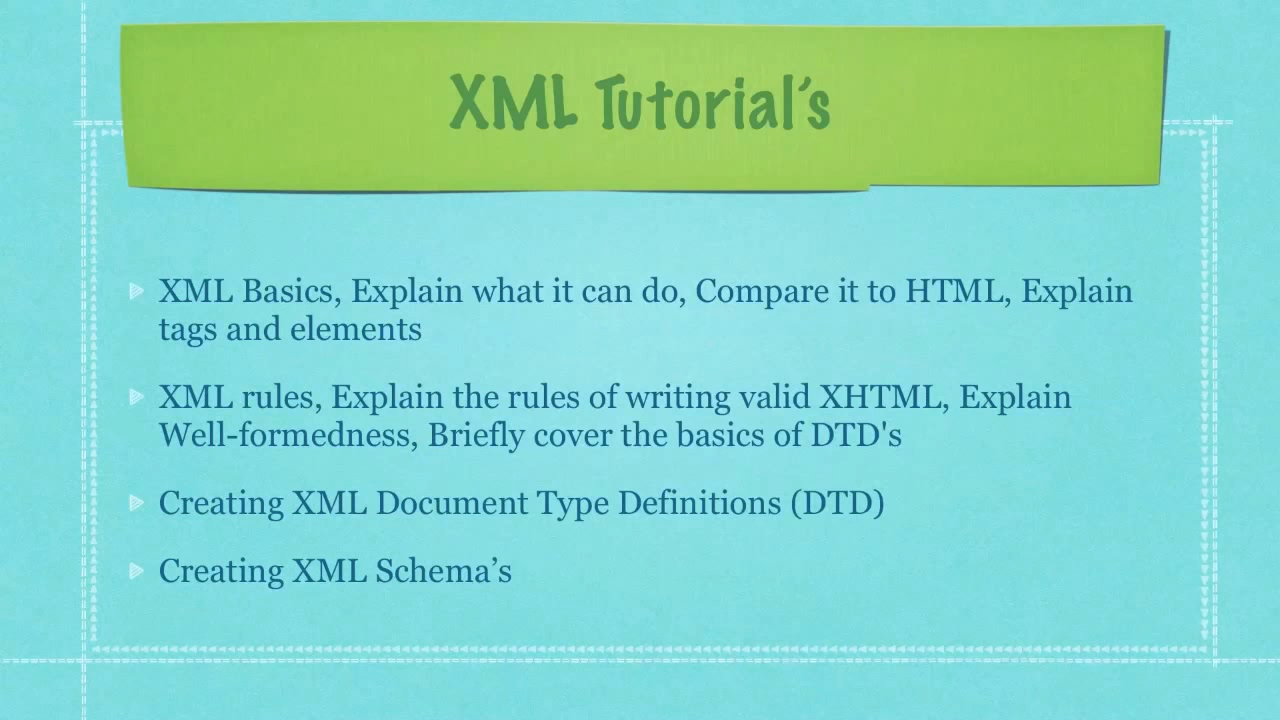 XML Tutorial’s
XML Basics, Explain what it can do, Compare it to HTML, Explain
tags and elements
XML rules, Explain the rules of writing valid XHTML, Explain
Well-formedness, Briefly cover the basics of DTD's
Creating XML Document Type Definitions (DTD)
Creating XML Schema’s